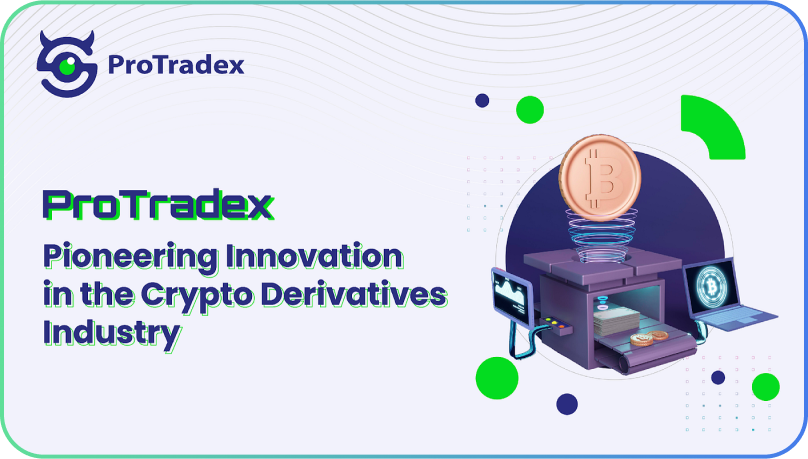 ProTradex
ProTradex
Pioneering Innovation
in the Crypto Derivatives
Industry